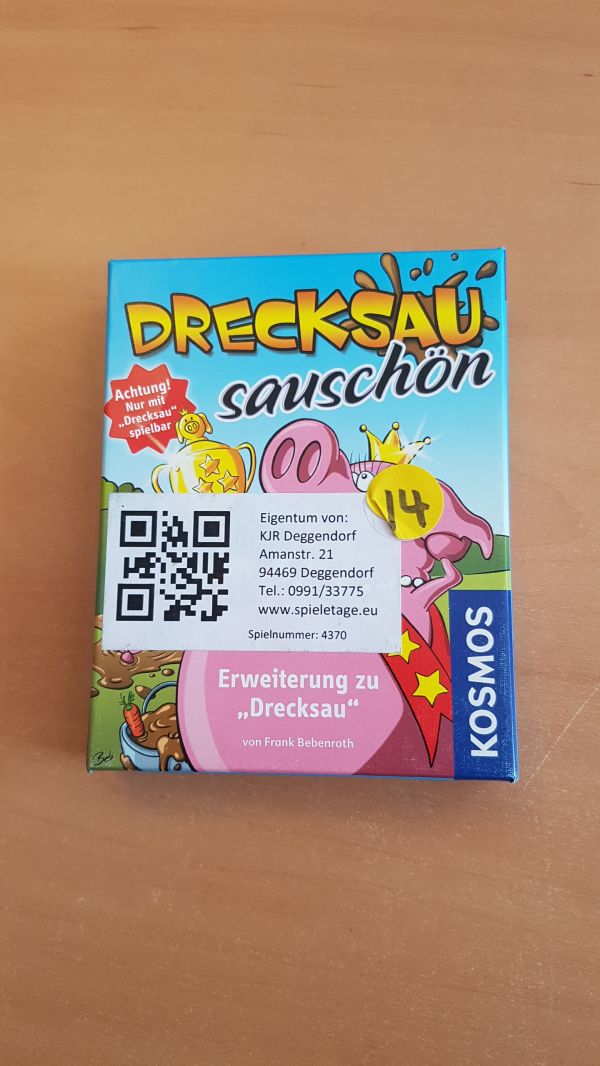 DRECKSAU
sauschön
Achtung!
Nur mit
„Drecksau“
spielbar
14
Eigentum von:
KJR Deggendorf
Amanstr. 21
94469 Deggendorf
Tel.: 0991/33775
www.spieletage.eu
Spielnummer: 4370
Erweiterung zu
„Drecksau“
von Frank Bebenroth
KOSMOS